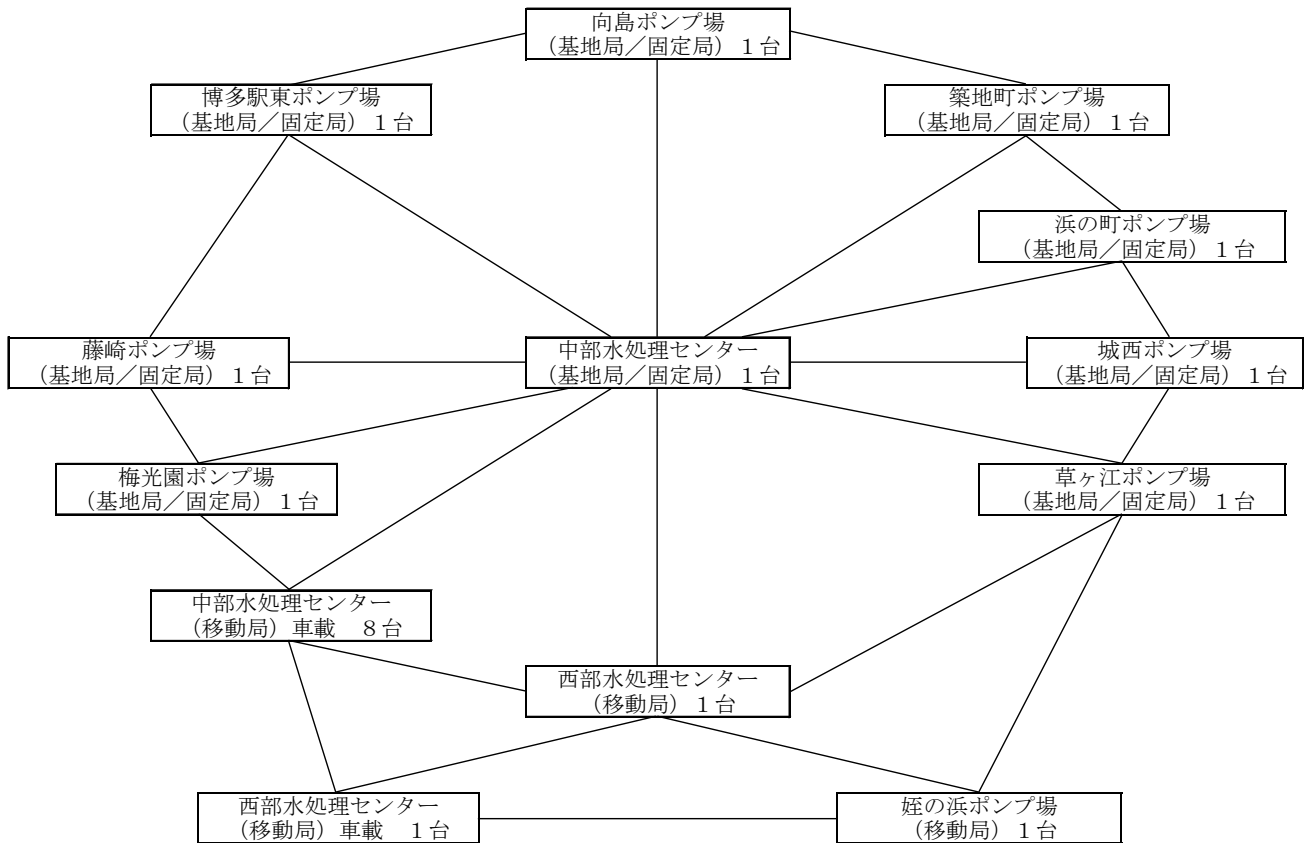 向島ポンプ場
(基地局／固定局) １台
博多駅東ポンプ場
(基地局／固定局) １台
築地町ポンプ場
(基地局／固定局) １台
浜の町ポンプ場
(基地局／固定局) １台
藤崎ポンプ場
(基地局／固定局) １台
中部水処理センター
(基地局／固定局) １台
城西ポンプ場
(基地局／固定局) １台
梅光園ポンプ場
(基地局／固定局) １台
草ヶ江ポンプ場
(基地局／固定局) １台
中部水処理センター
(移動局) 車載　８台
西部水処理センター
(移動局) １台
西部水処理センター
(移動局) 車載　１台
姪の浜ポンプ場
(移動局) １台